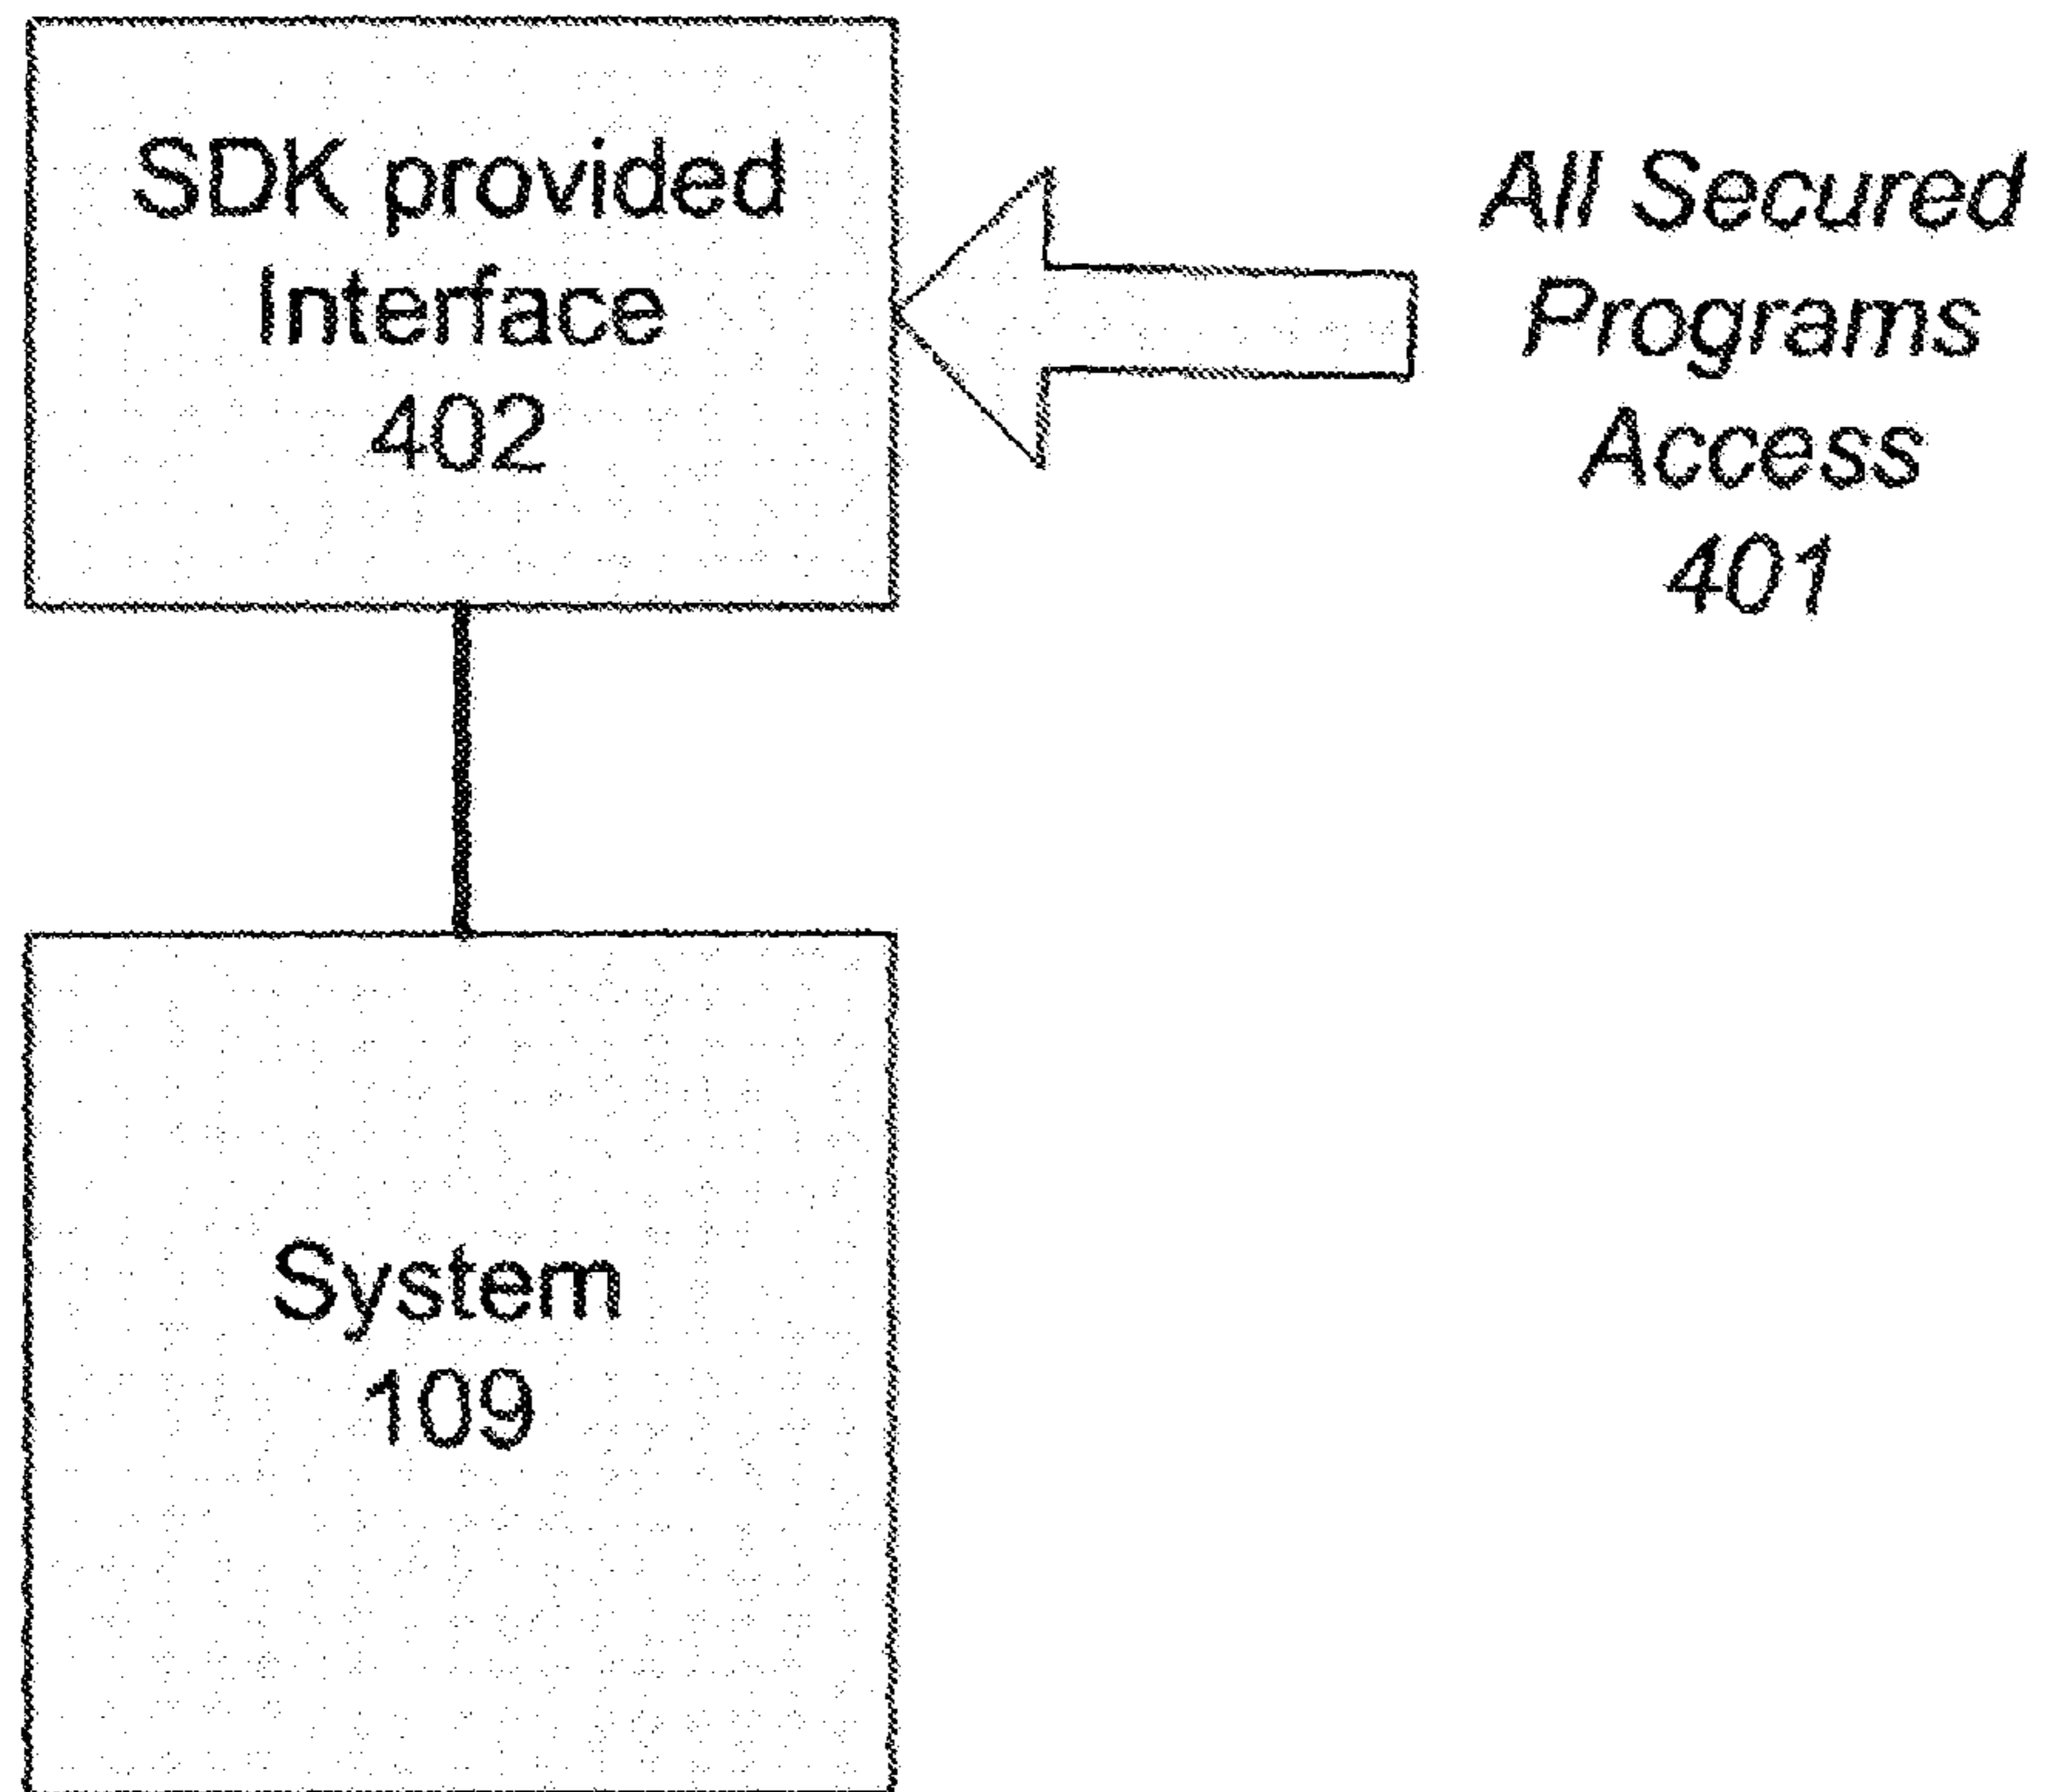 SDK provided
Interface
402
All Secured
Programs
Access
401
System
109